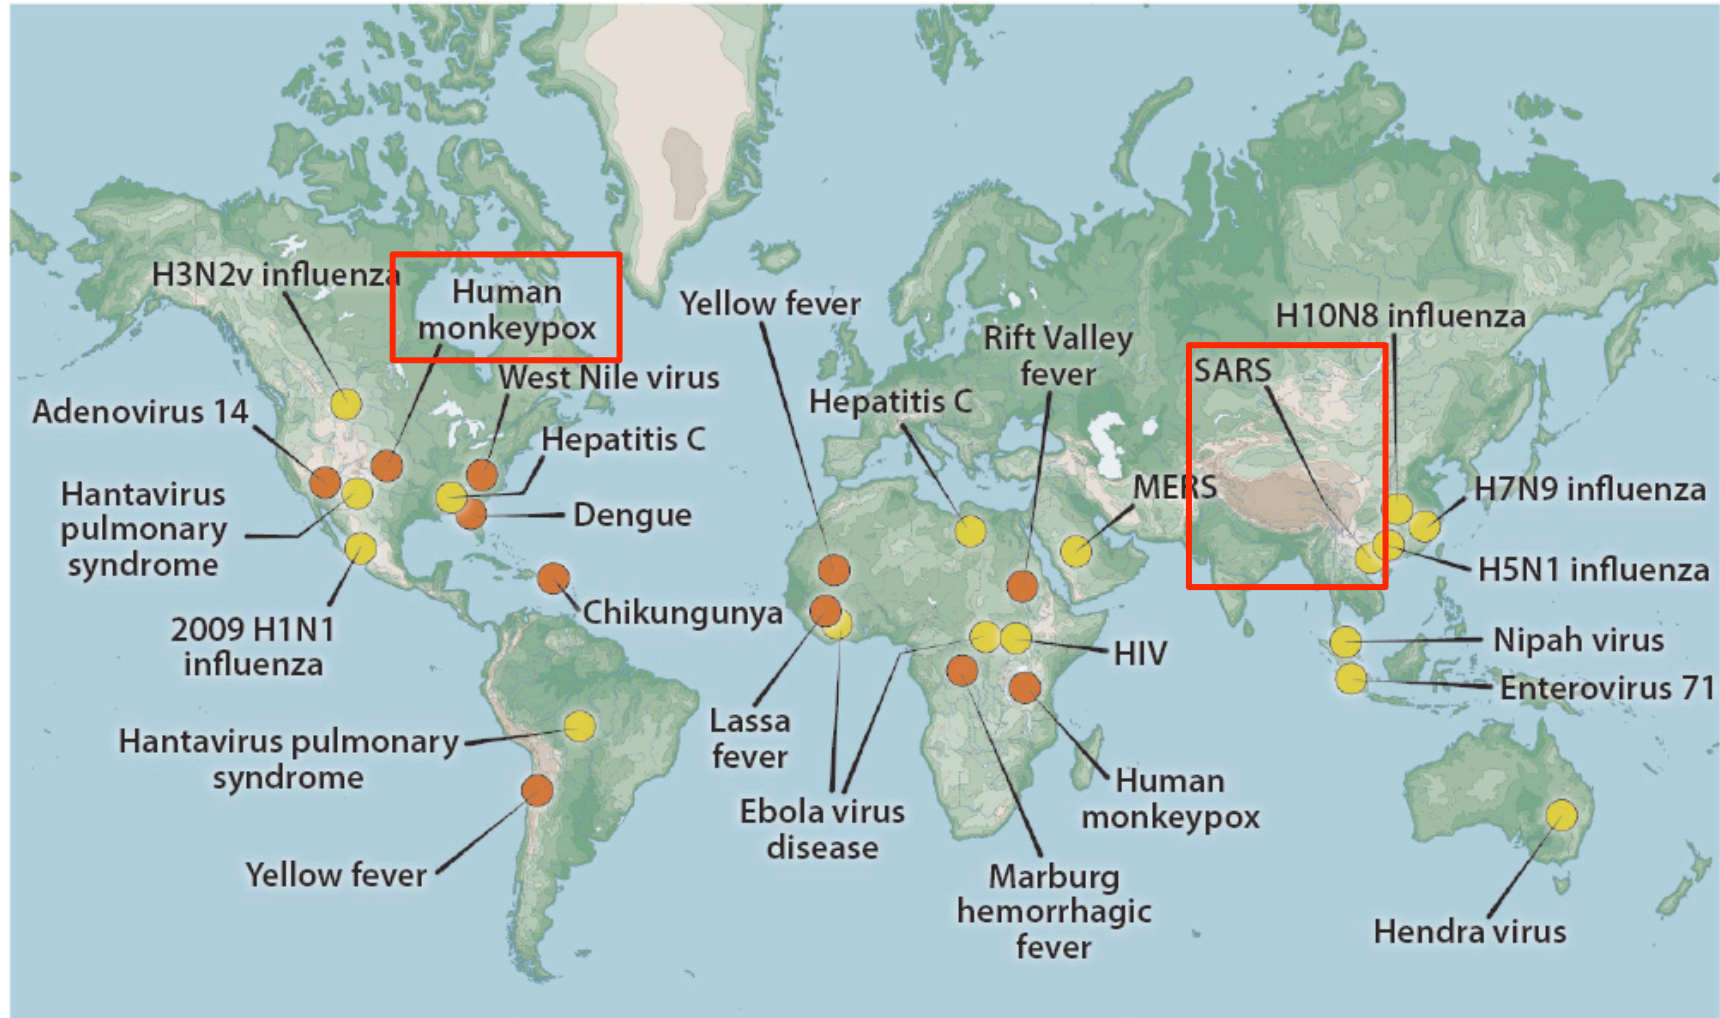 H3N2v influenza
Human
monkeypox
Yellow fever
H10N8 influenza
Rift Valley
fever
SARS
West Nile virus
Hepatitis C
Adenovirus 14
Hepatitis C
MERS
H7N9 influenza
Hantavirus
pulmonary
syndrome
Dengue
H5N1 influenza
Chikungunya
2009 H1N1
influenza
HIV
Nipah virus
Enterovirus 71
Lassa
fever
Hantavirus pulmonary
syndrome
Human
monkeypox
Ebola virus
disease
Yellow fever
Marburg
hemorrhagic
fever
Hendra virus